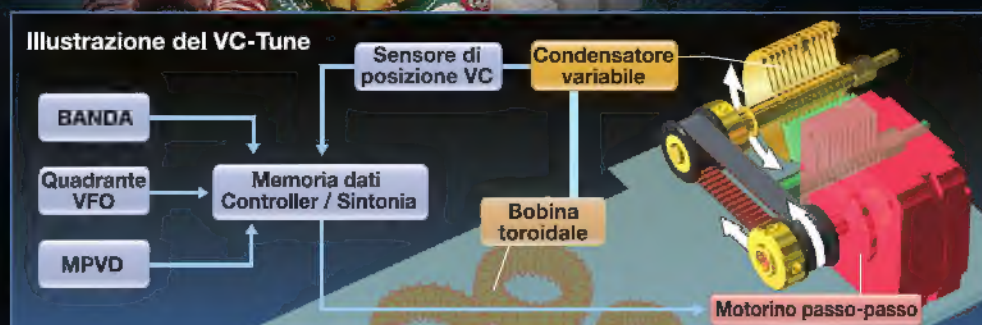 Illustrazione del VC-Tune
Sensore di
posizione VC
Condensatore
variabile
BANDA
Quadrante
VFO
Memoria dati
Controller / Sintonia
MPVD
Bobina
toroidale
Motorino passo-passo